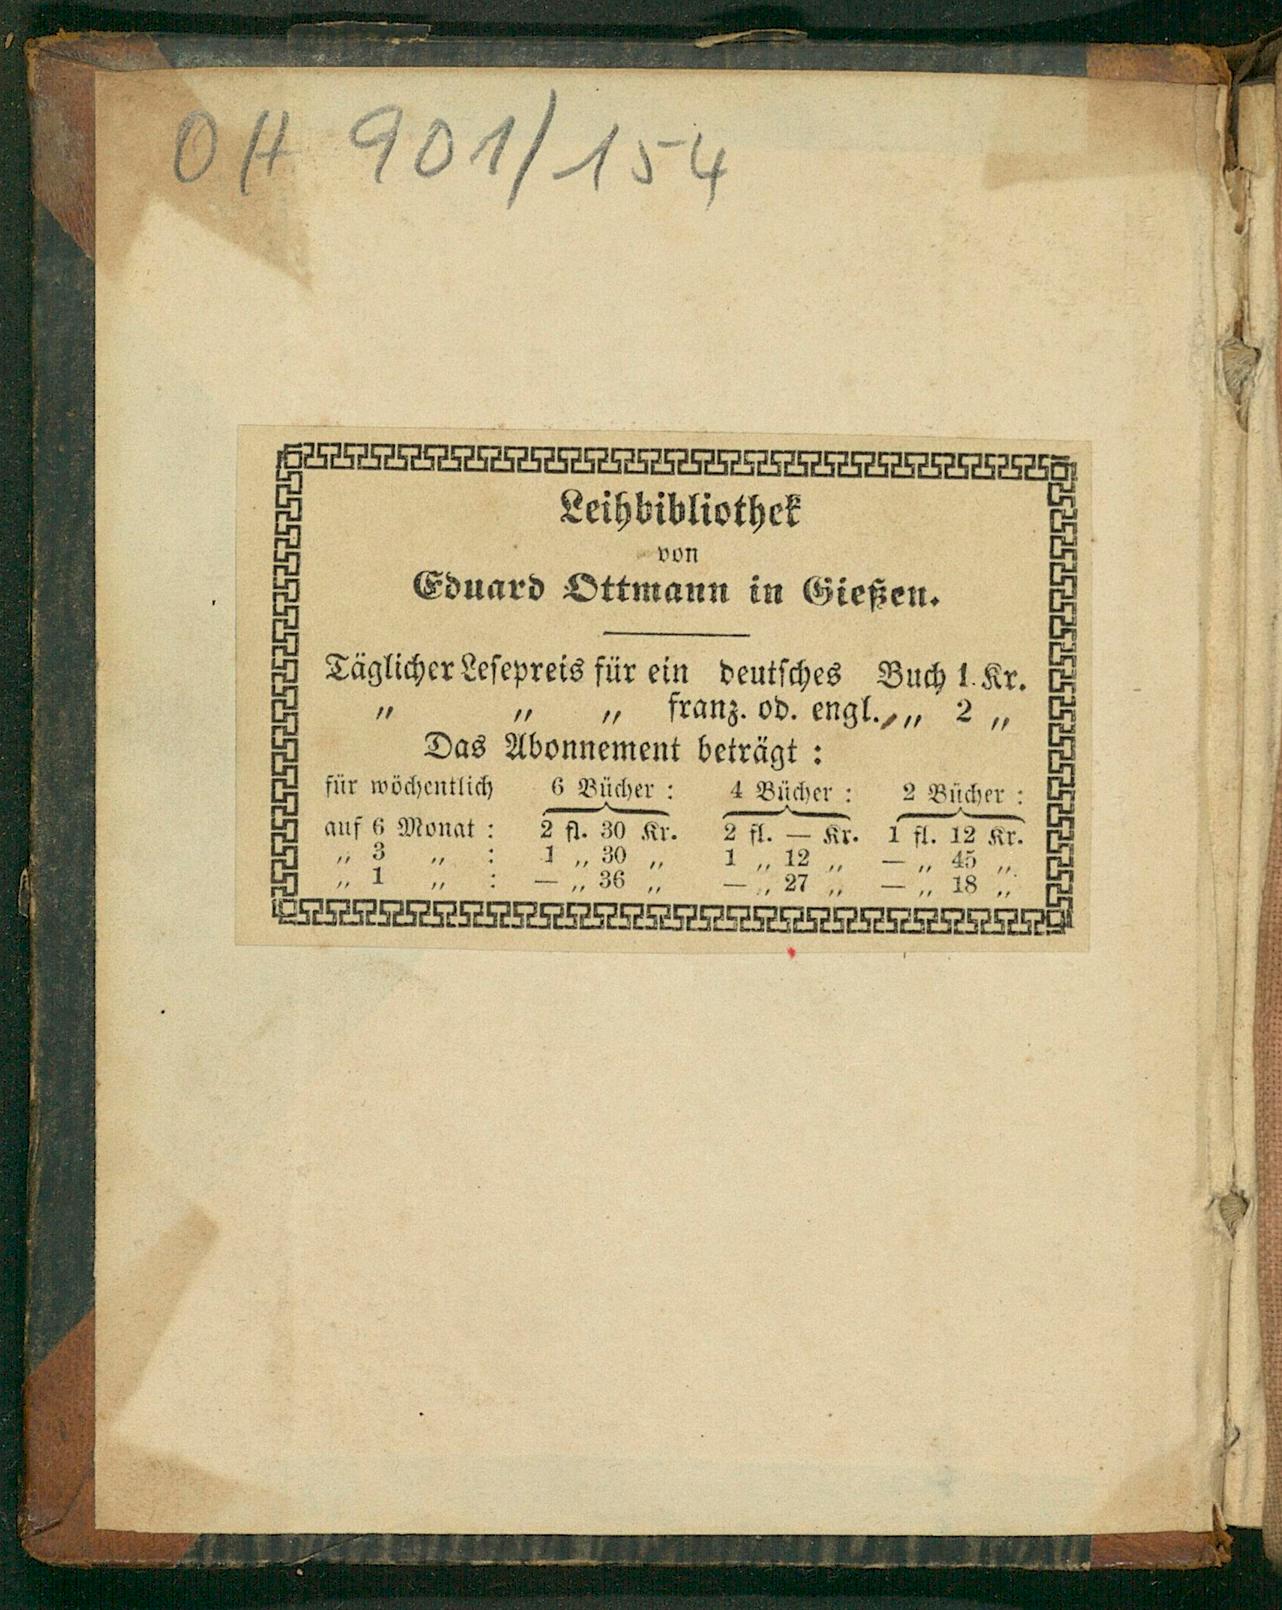 OH 901/154
Leihbibliothek
von
Eduard Ottmann in Gießen.
Täglicher Lesepreis für ein deutsches Buch 1 Kr.
„ „ „ franz. od. engl. „ 2 „
Das Abonnement beträgt :
für wöchentlich 6 Bücher : 4 Bücher : 2 Bücher :
auf 6 Monat : 2 fl. 30 Kr. 2 fl. — Kr. 1 fl. 12 Kr.
„ 3 „ : 1 „ 30 „ 1 „ 12 „ — „ 45 „
„ 1 „ : — „ 36 „ — „ 27 „ — „ 18 „